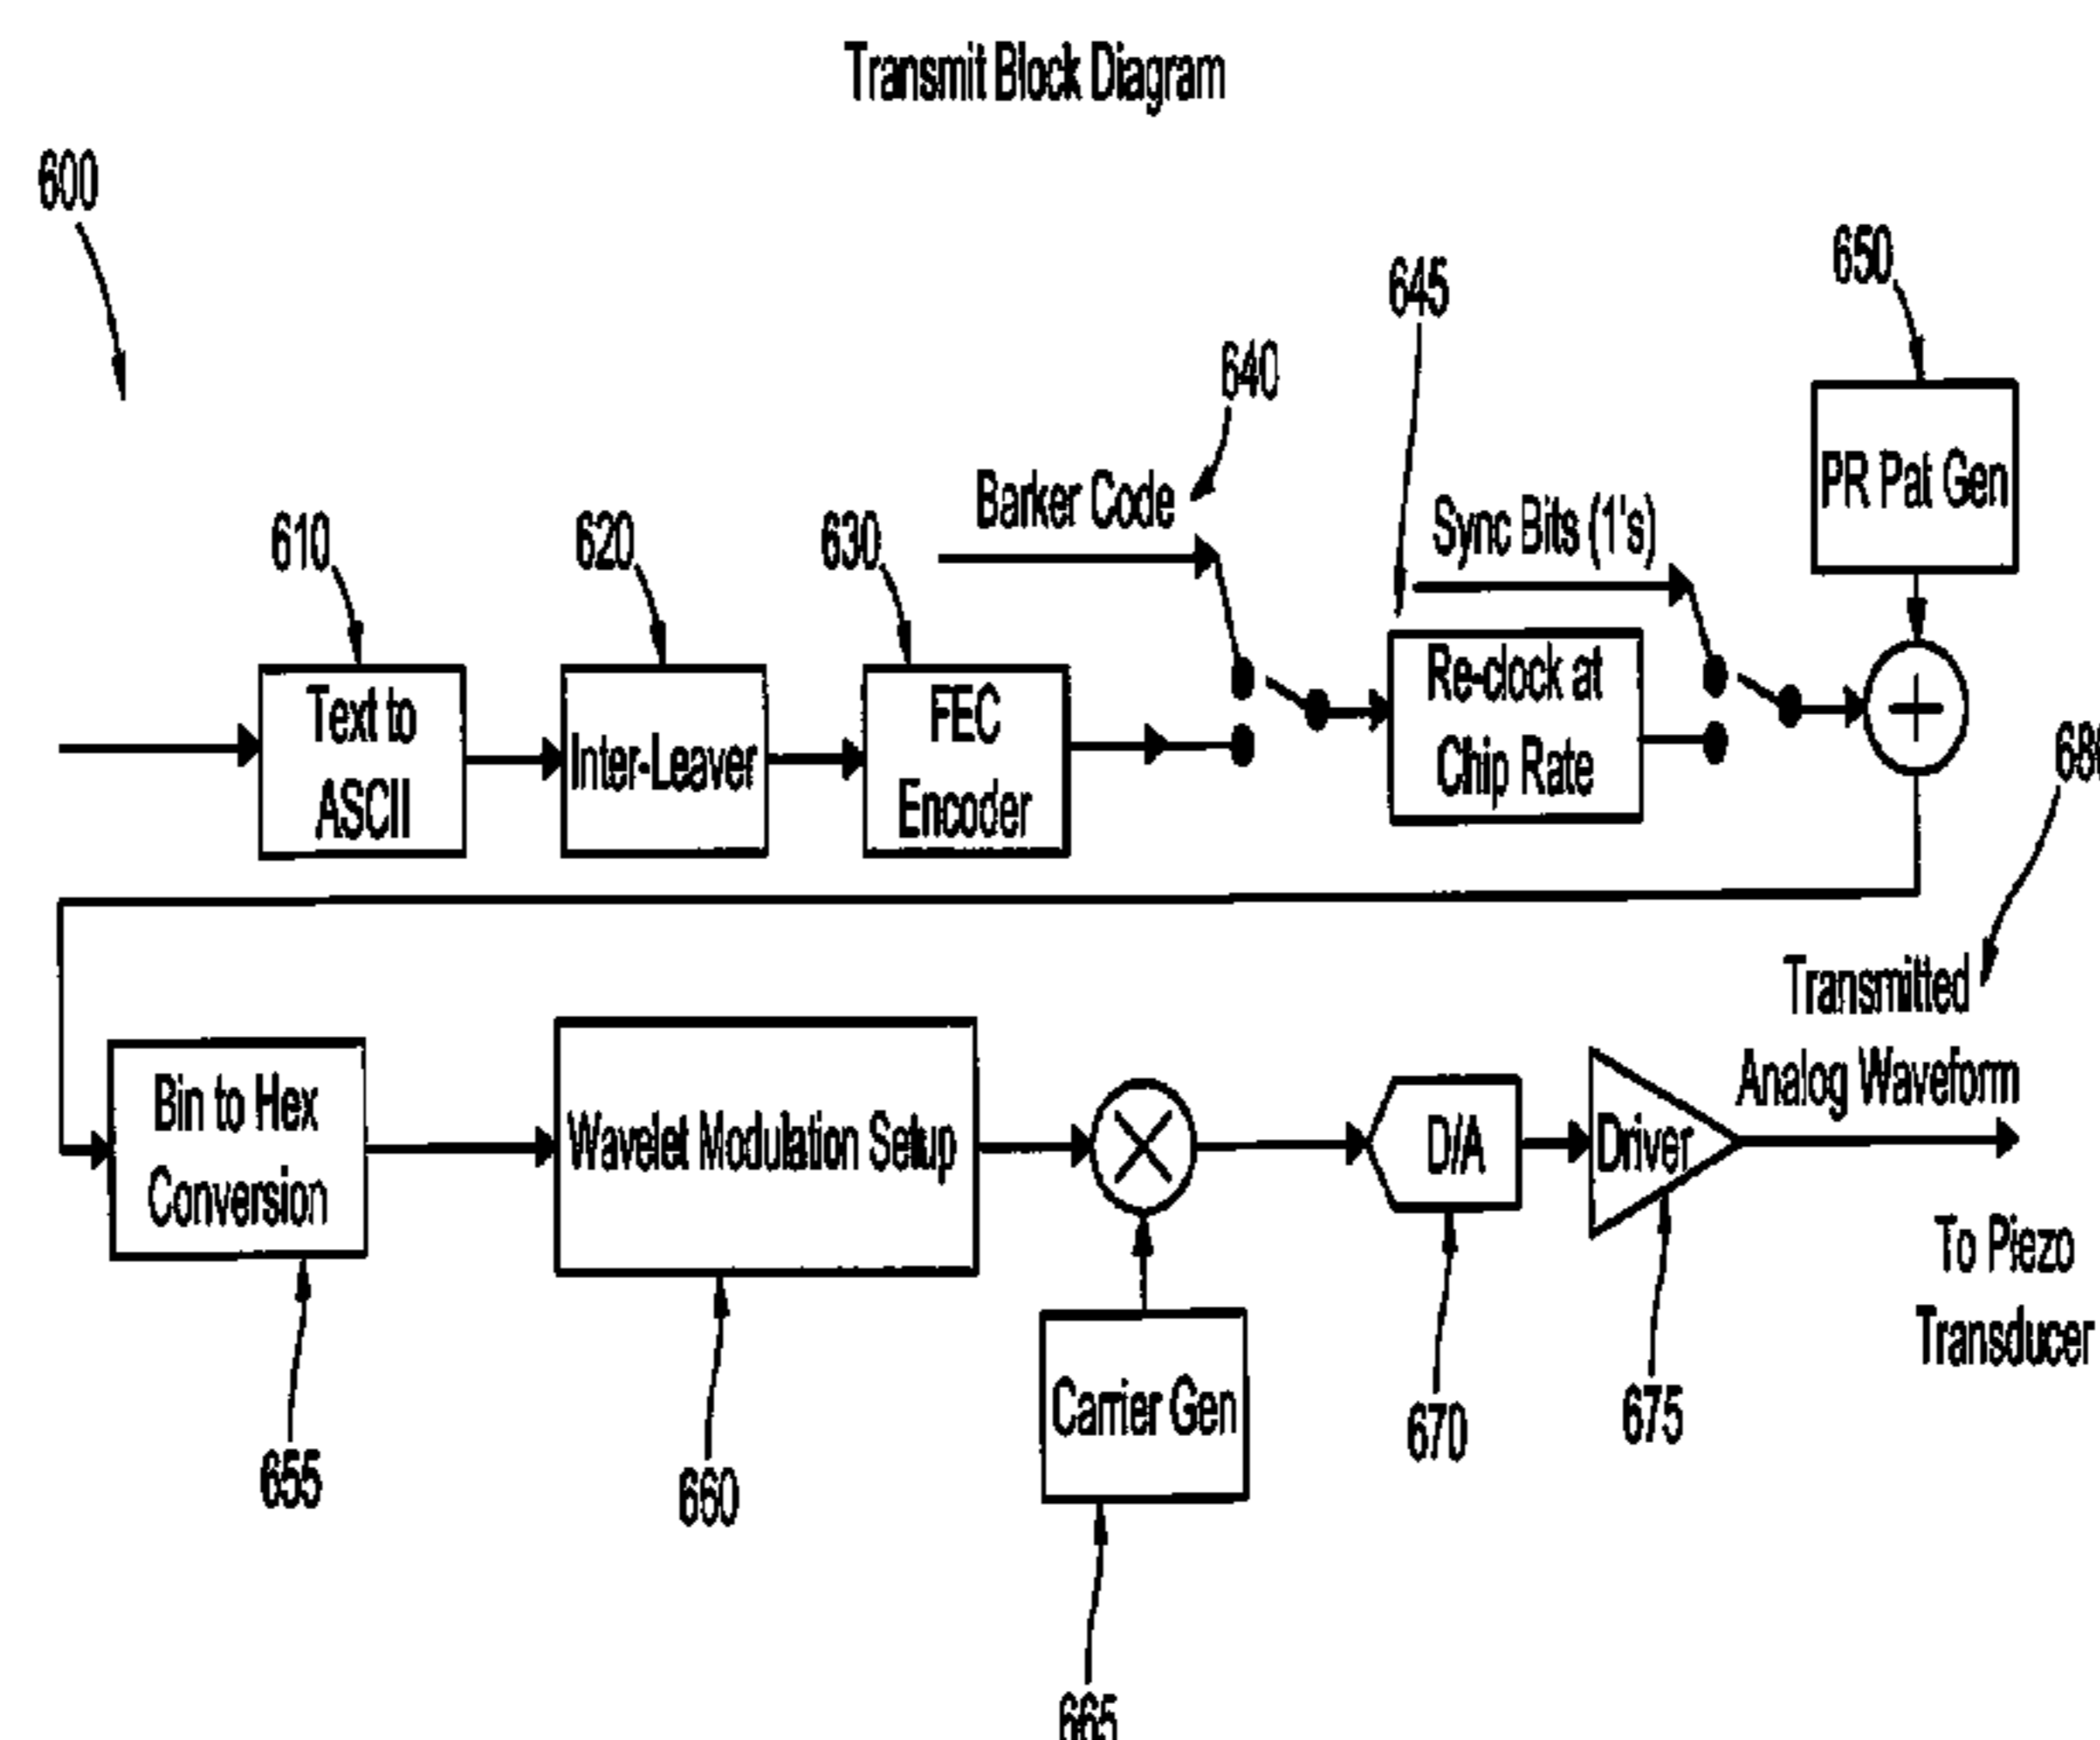 Transmit Block Diagram
600
650
645
640
Barker Code
Sync Bits (1's)
PR Pat Gen
610
620
630
Text to
ASCII
Inter-Leaver
FEC
Encoder
Re-clock at
Chip Rate
+
680
Transmitted
Analog Waveform
Bin to Hex
Conversion
Wavelet Modulation Setup
D/A
Driver
To Piezo
Transducer
Carrier Gen
655
660
665
670
675